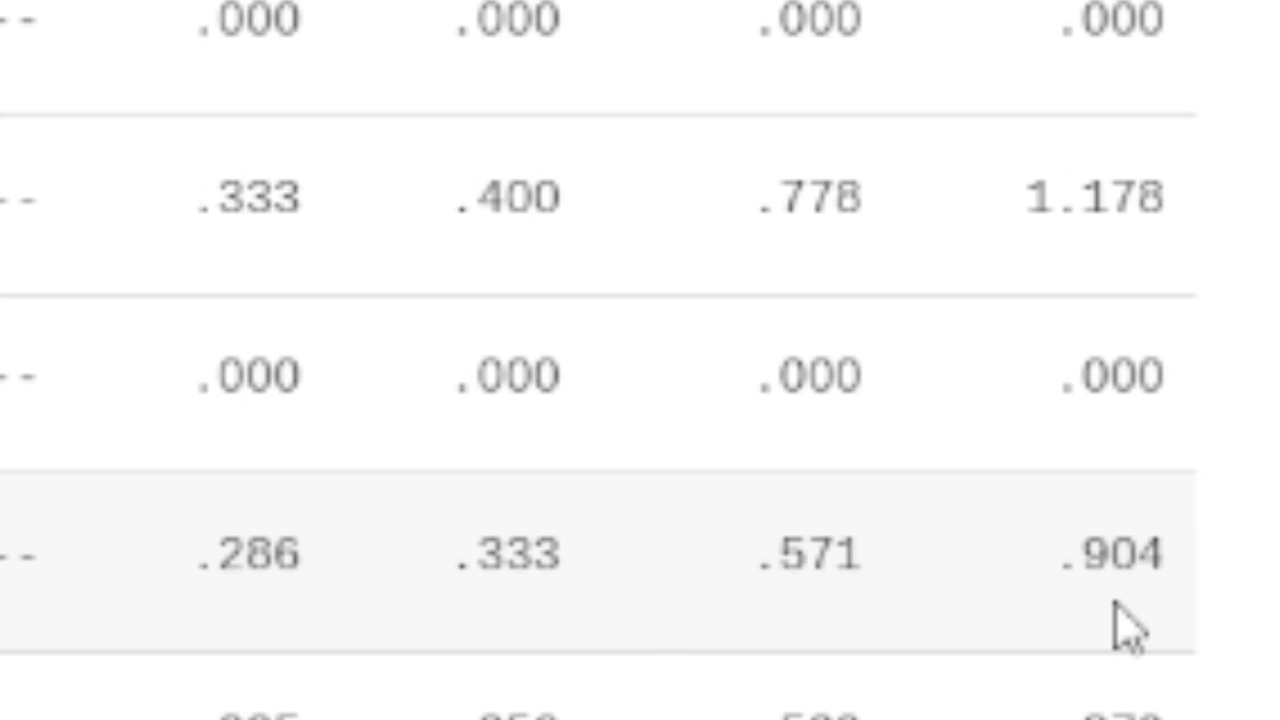 -- .000 .000 .000 .000
-- .333 .400 .778 1.178
-- .000 .000 .000 .000
-- .286 .333 .571 .904